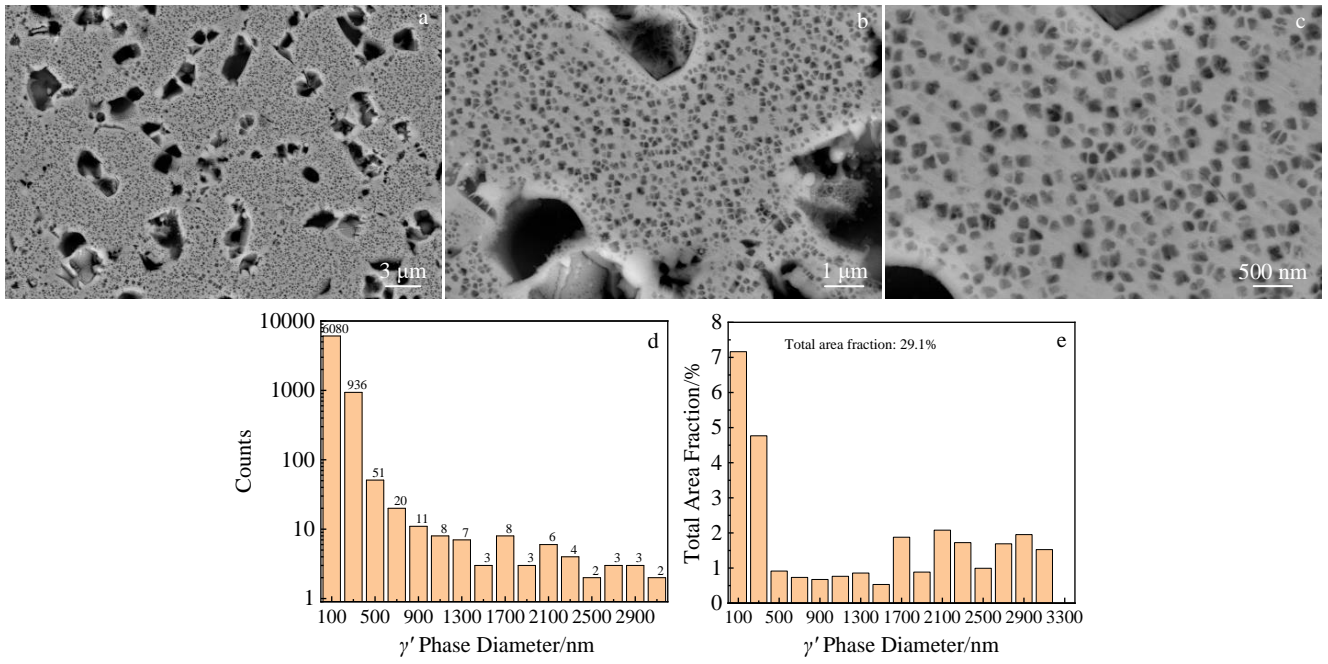 a
3 μm
b
1 μm
c
500 nm
d
10000
1000
100
10
1
Counts
6080
936
51
20
11
8
7
3
8
3
6
4
2
3
3
2
100 500 900 1300 1700 2100 2500 2900
γ′ Phase Diameter/nm
e
Total area fraction: 29.1%
8
7
6
5
4
3
2
1
0
Total Area Fraction/%
100 500 900 1300 1700 2100 2500 2900 3300
γ′ Phase Diameter/nm